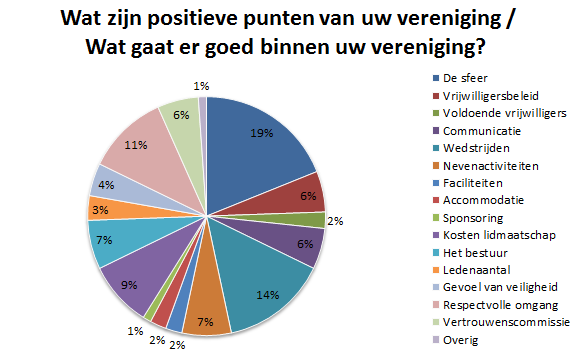 Wat zijn positieve punten van uw vereniging /
Wat gaat er goed binnen uw vereniging?
1%
6%
19%
11%
4%
6%
3%
2%
7%
6%
9%
14%
7%
1%
2%
2%
De sfeer
Vrijwilligersbeleid
Voldoende vrijwilligers
Communicatie
Wedstrijden
Nevenactiviteiten
Faciliteiten
Accommodatie
Sponsoring
Kosten lidmaatschap
Het bestuur
Ledenaantal
Gevoel van veiligheid
Respectvolle omgang
Vertrouwenscommissie
Overig